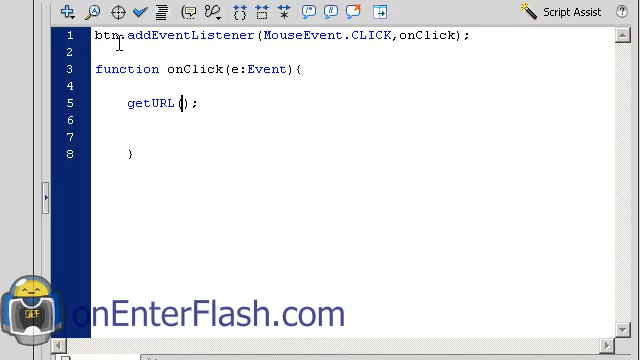 Script Assist
1 btn.addEventListener(MouseEvent.CLICK,onClick);
2
3 function onClick(e:Event){
4
5 getURL();
6
7
8 }
OEF
onEnterFlash.com